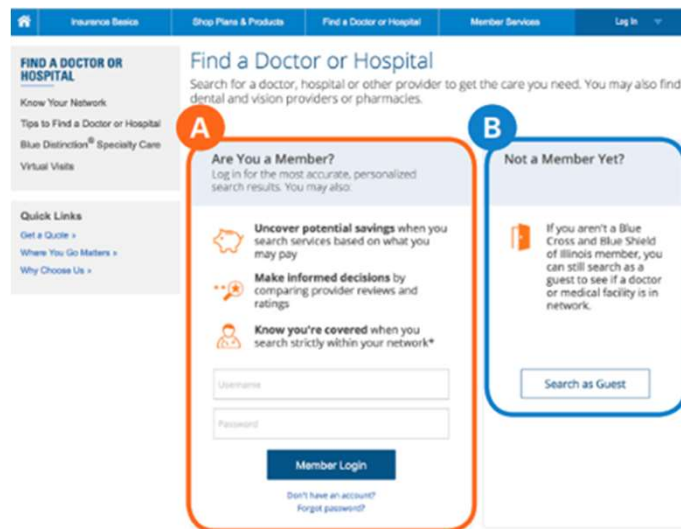 Insurance Basics
Shop Plans & Products
Find a Doctor or Hospital
Member Services
Log In
FIND A DOCTOR OR
HOSPITAL
Know Your Network
Tips to Find a Doctor or Hospital
Blue Distinction® Specialty Care
Virtual Visits
Quick Links
Get a Quote »
Where You Go Matters »
Why Choose Us »
Find a Doctor or Hospital
Search for a doctor, hospital or other provider to get the care you need. You may also find
dental and vision providers or pharmacies.
A
Are You a Member?
Log in for the most accurate, personalized
search results. You may also:
Uncover potential savings when you
search services based on what you
may pay
Make informed decisions by
comparing provider reviews and
ratings
Know you're covered when you
search strictly within your network*
Username
Password
Member Login
Don't have an account?
Forgot password?
B
Not a Member Yet?
If you aren't a Blue
Cross and Blue Shield
of Illinois member, you
can still search as a
guest to see if a doctor
or medical facility is in
network.
Search as Guest